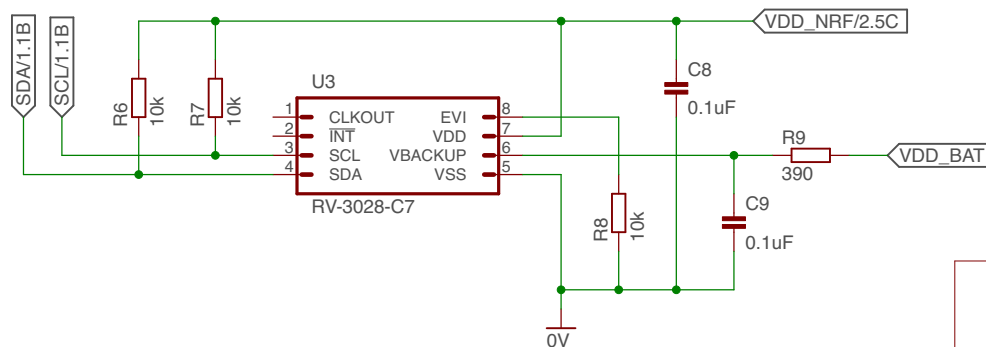 VDD_NRF/2.5C
SDA/1.1B
SCL/1.1B
R6
10k
R7
10k
U3
1 CLKOUT EVI 8
2 INT VDD 7
3 SCL VBACKUP 6
4 SDA VSS 5
RV-3028-C7
C8
0.1uF
R9
390
VDD_BAT
R8
10k
C9
0.1uF
0V